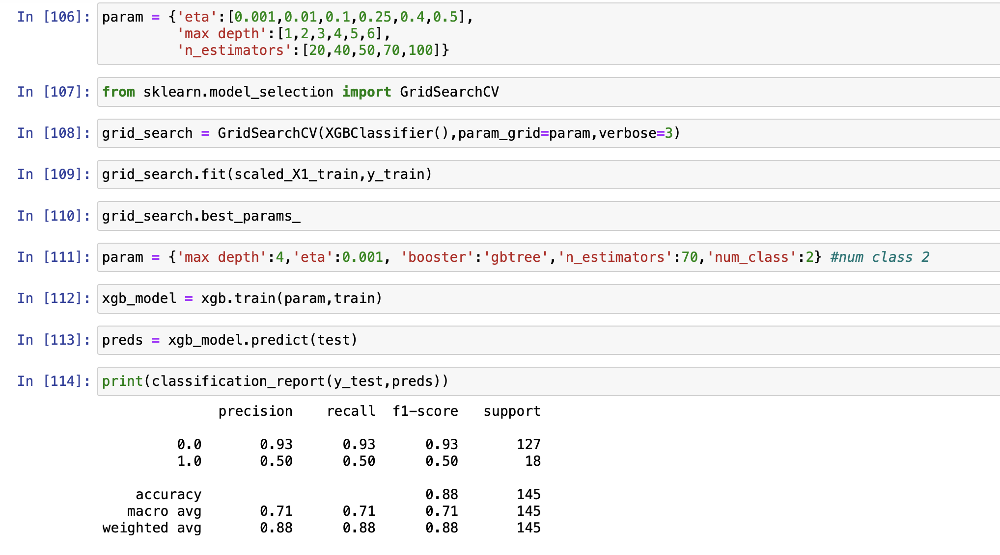 In [106]: param = {'eta':[0.001,0.01,0.1,0.25,0.4,0.5],
'max depth':[1,2,3,4,5,6],
'n_estimators':[20,40,50,70,100]}
In [107]: from sklearn.model_selection import GridSearchCV
In [108]: grid_search = GridSearchCV(XGBClassifier(),param_grid=param,verbose=3)
In [109]: grid_search.fit(scaled_X1_train,y_train)
In [110]: grid_search.best_params_
In [111]: param = {'max depth':4,'eta':0.001, 'booster':'gbtree','n_estimators':70,'num_class':2} #num class 2
In [112]: xgb_model = xgb.train(param,train)
In [113]: preds = xgb_model.predict(test)
In [114]: print(classification_report(y_test,preds))
precision recall f1-score support
0.0 0.93 0.93 0.93 127
1.0 0.50 0.50 0.50 18
accuracy 0.88 145
macro avg 0.71 0.71 0.71 145
weighted avg 0.88 0.88 0.88 145